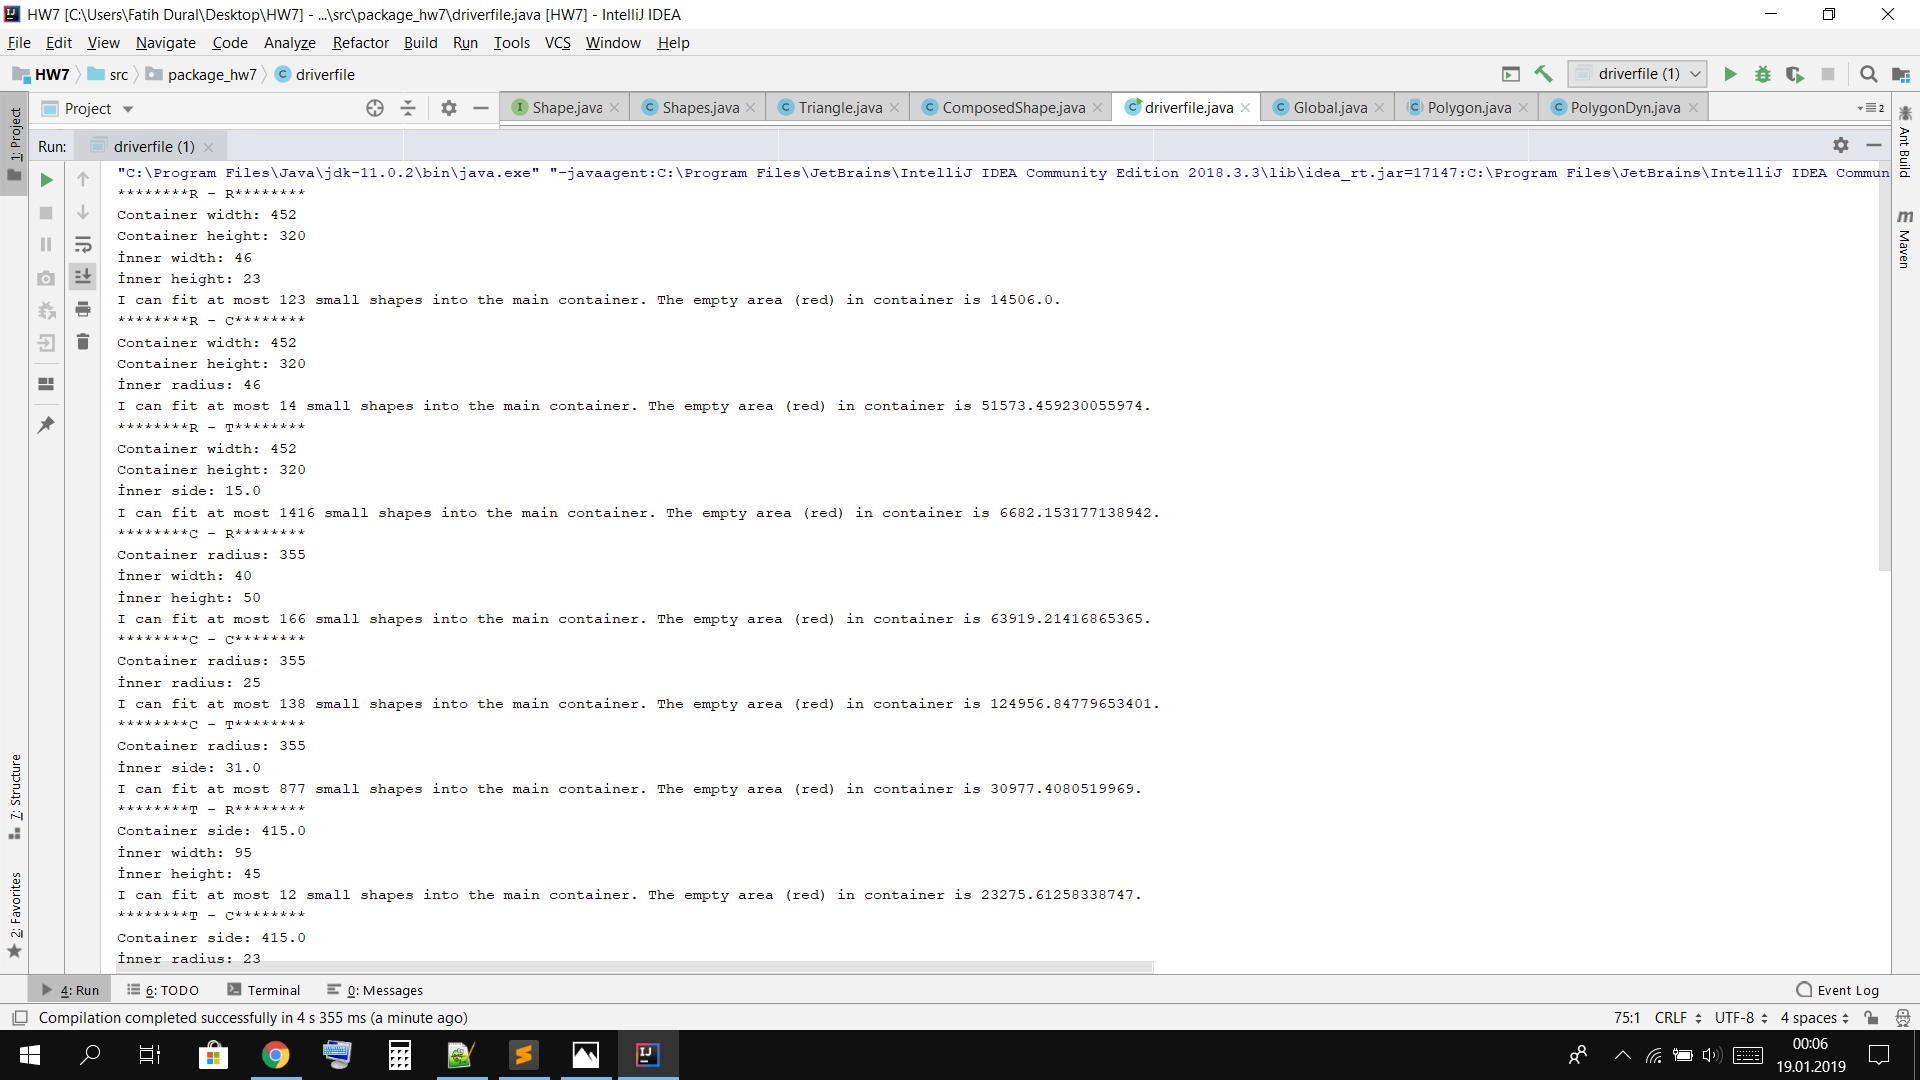 HW7 [C:\Users\Fatih Dural\Desktop\HW7] - ...\src\package_hw7\driverfile.java [HW7] - IntelliJ IDEA
File Edit View Navigate Code Analyze Refactor Build Run Tools VCS Window Help
HW7 src package_hw7 driverfile driverfile (1)
Project Shape.java Shapes.java Triangle.java ComposedShape.java driverfile.java Global.java Polygon.java PolygonDyn.java 2
1: Project
Ant Build
Maven
Run: driverfile (1)
"C:\Program Files\Java\jdk-11.0.2\bin\java.exe" "-javaagent:C:\Program Files\JetBrains\IntelliJ IDEA Community Edition 2018.3.3\lib\idea_rt.jar=17147:C:\Program Files\JetBrains\IntelliJ IDEA Commun
********R - R********
Container width: 452
Container height: 320
İnner width: 46
İnner height: 23
I can fit at most 123 small shapes into the main container. The empty area (red) in container is 14506.0.
********R - C********
Container width: 452
Container height: 320
İnner radius: 46
I can fit at most 14 small shapes into the main container. The empty area (red) in container is 51573.459230055974.
********R - T********
Container width: 452
Container height: 320
İnner side: 15.0
I can fit at most 1416 small shapes into the main container. The empty area (red) in container is 6682.153177138942.
********C - R********
Container radius: 355
İnner width: 40
İnner height: 50
I can fit at most 166 small shapes into the main container. The empty area (red) in container is 63919.21416865365.
********C - C********
Container radius: 355
İnner radius: 25
I can fit at most 138 small shapes into the main container. The empty area (red) in container is 124956.84779653401.
********C - T********
Container radius: 355
İnner side: 31.0
I can fit at most 877 small shapes into the main container. The empty area (red) in container is 30977.4080519969.
********T - R********
Container side: 415.0
İnner width: 95
İnner height: 45
I can fit at most 12 small shapes into the main container. The empty area (red) in container is 23275.61258338747.
********T - C********
Container side: 415.0
İnner radius: 23
7: Structure
2: Favorites
4: Run 6: TODO Terminal 0: Messages Event Log
Compilation completed successfully in 4 s 355 ms (a minute ago) 75:1 CRLF UTF-8 4 spaces
00:06
19.01.2019